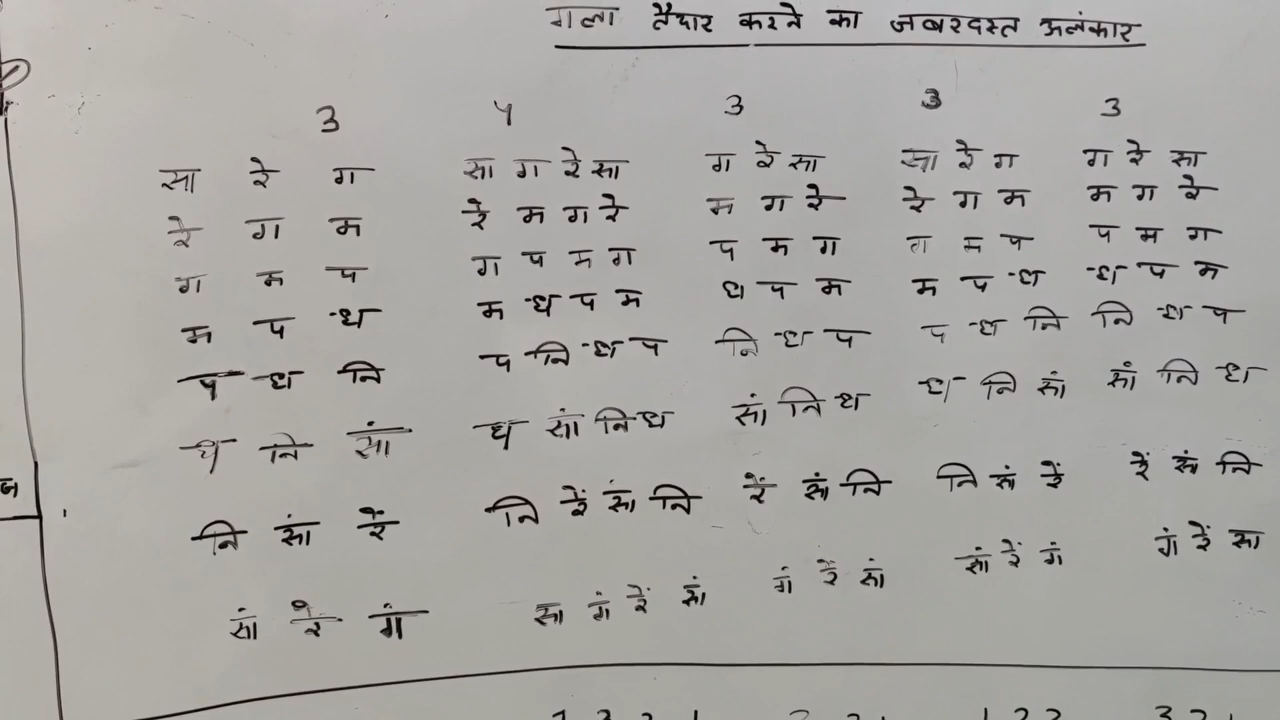 गला तैयार करने का जबरदस्त अलंकार
3 4 3 3 3
सा रे ग सा ग रे सा ग रे सा सा रे ग ग रे सा
रे ग म रे म ग रे म ग रे रे ग म म ग रे
ग म प ग प म ग प म ग ग म प प म ग
म प ध म ध प म ध प म म प ध ध प म
प ध नि प नि ध प नि ध प प ध नि नि ध प
ध नि सां ध सां नि ध सां नि ध ध नि सां सां नि ध
नि सां रें नि रें सां नि रें सां नि नि सां रें रें सां नि
सां रें गं सा गं रें सां गं रें सां सां रें गं गं रें सा